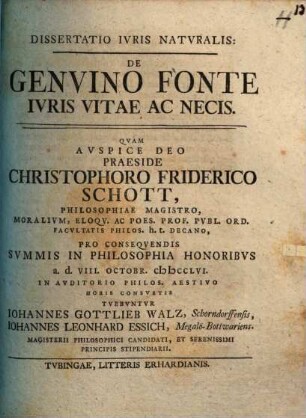 13
DISSERTATIO IVRIS NATVRALIS:
DE
GENVINO FONTE
IVRIS VITAE AC NECIS.
QVAM
AVSPICE DEO
PRAESIDE
CHRISTOPHORO FRIDERICO
SCHOTT,
PHILOSOPHIAE MAGISTRO,
MORALIVM, ELOQV. AC POES. PROF. PVBL. ORD.
FACVLTATIS PHILOS. h. t. DECANO,
PRO CONSEQVENDIS
SVMMIS IN PHILOSOPHIA HONORIBVS
a. d. VIII. OCTOBR. cIↃIↃccLVI.
IN AVDITORIO PHILOS. AESTIVO
HORIS CONSVETIS
TVEBVNTVR
IOHANNES GOTTLIEB WALZ, Schorndorffensis,
IOHANNES LEONHARD ESSICH, Megalo-Bottwariens.
MAGISTERII PHILOSOPHICI CANDIDATI, ET SERENISSIMI
PRINCIPIS STIPENDIARII.
TVBINGAE, LITTERIS ERHARDIANIS.